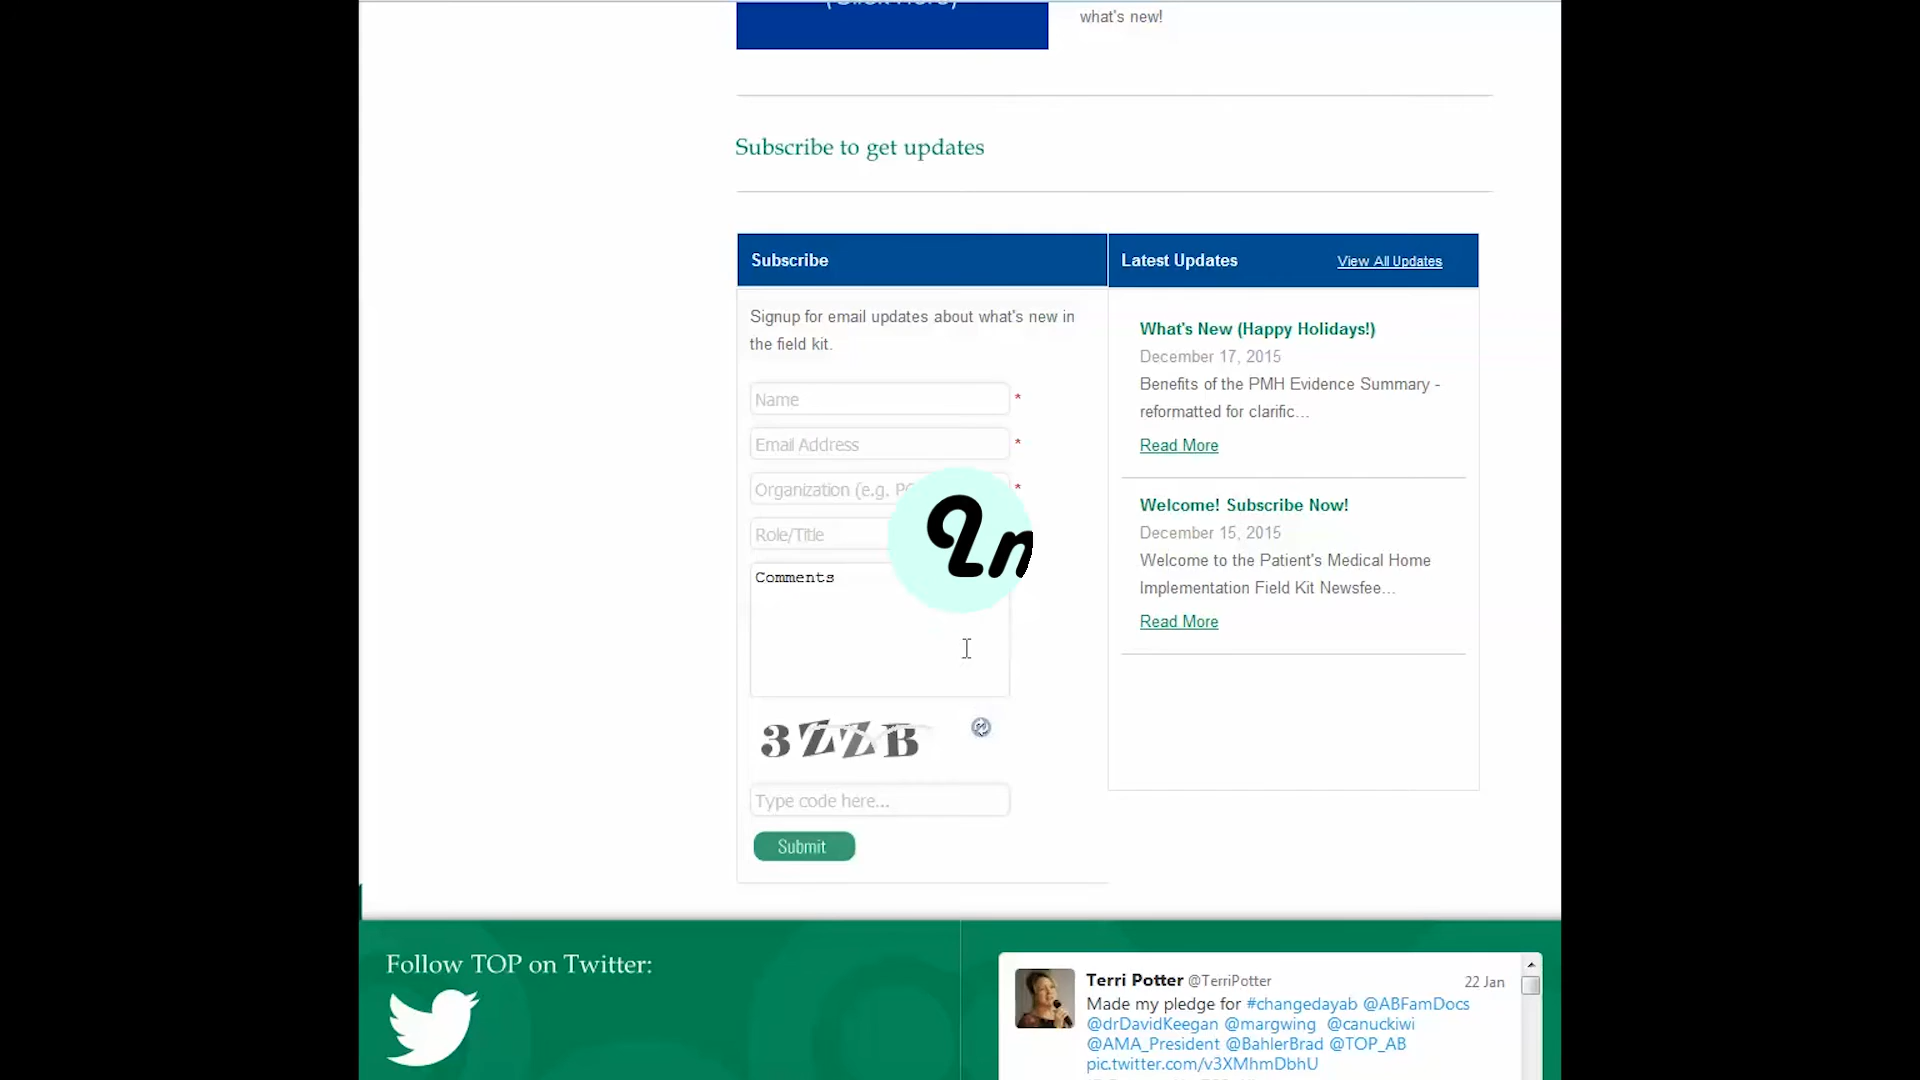 (Click Here)
what's new!
Subscribe to get updates
Subscribe
Signup for email updates about what's new in
the field kit.
Name
*
Email Address
*
Organization (e.g.
*
Role/Title
Comments
3ZZB
Type code here...
Submit
Latest Updates
View All Updates
What's New (Happy Holidays!)
December 17, 2015
Benefits of the PMH Evidence Summary -
reformatted for clarific...
Read More
Welcome! Subscribe Now!
December 15, 2015
Welcome to the Patient's Medical Home
Implementation Field Kit Newsfee...
Read More
Follow TOP on Twitter:
Terri Potter @TerriPotter
22 Jan
Made my pledge for #changedayab @ABFamDocs
@drDavidKeegan @margwing @canuckiwi
@AMA_President @BahlerBrad @TOP_AB
pic.twitter.com/v3XMhmDbhU